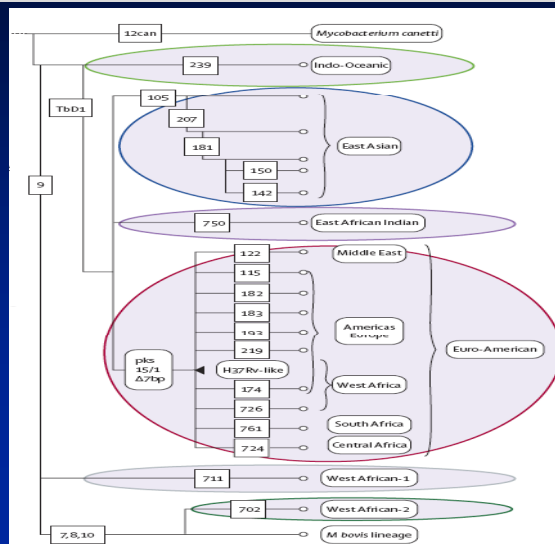 12can
Mycobacterium canetti
239
Indo-Oceanic
TbD1
105
207
181
East Asian
150
142
9
750
East African Indian
122
Middle East
115
182
183
193
Americas
Europe
219
Euro-American
pks
15/1
Δ7bp
H37Rv-like
174
West Africa
726
761
South Africa
724
Central Africa
711
West African-1
702
West African-2
7,8,10
M bovis lineage